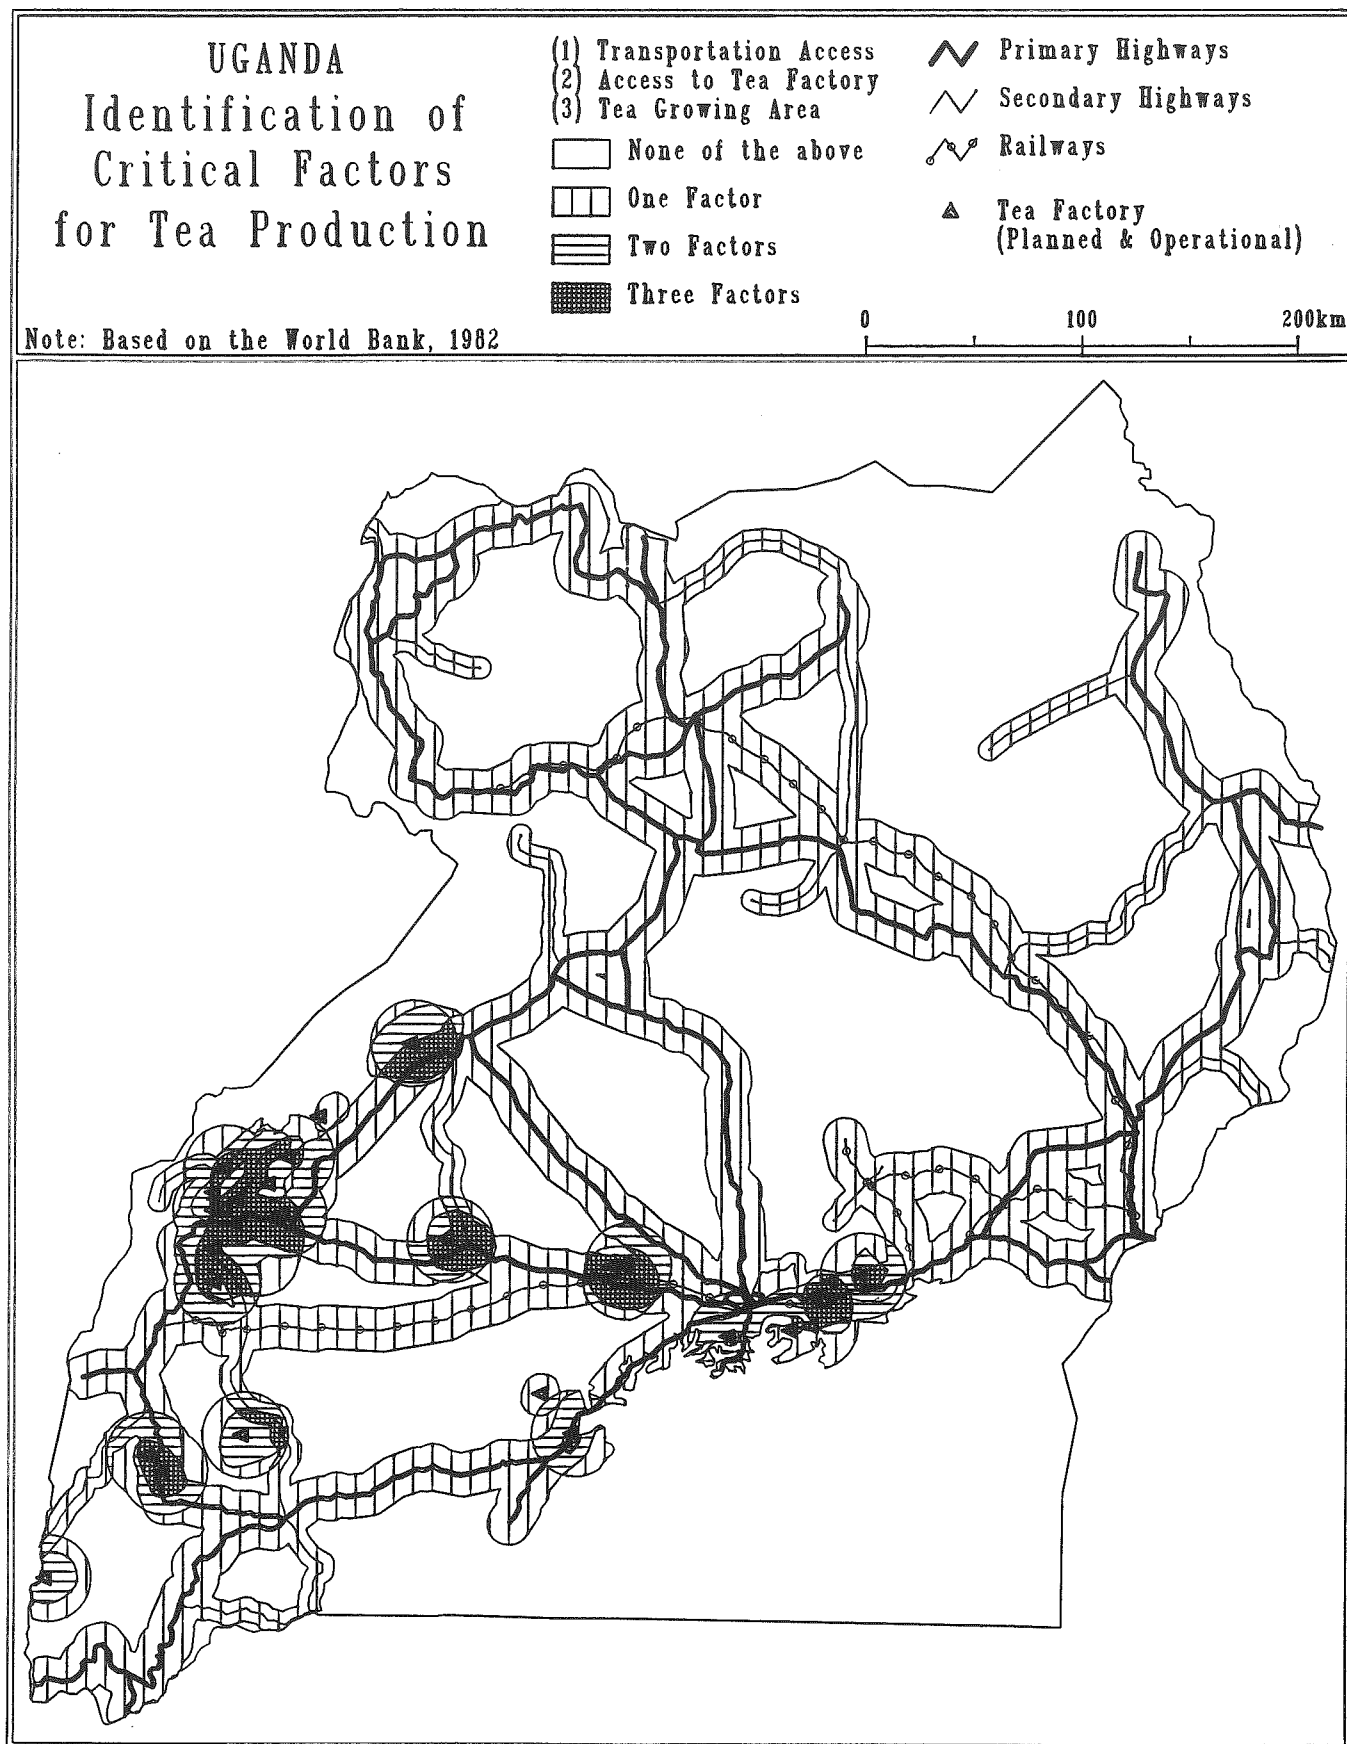 UGANDA
Identification of
Critical Factors
for Tea Production
Note: Based on the World Bank, 1982
(1) Transportation Access
(2) Access to Tea Factory
(3) Tea Growing Area
None of the above
One Factor
Two Factors
Three Factors
Primary Highways
Secondary Highways
Railways
Tea Factory
(Planned & Operational)
0 100 200km